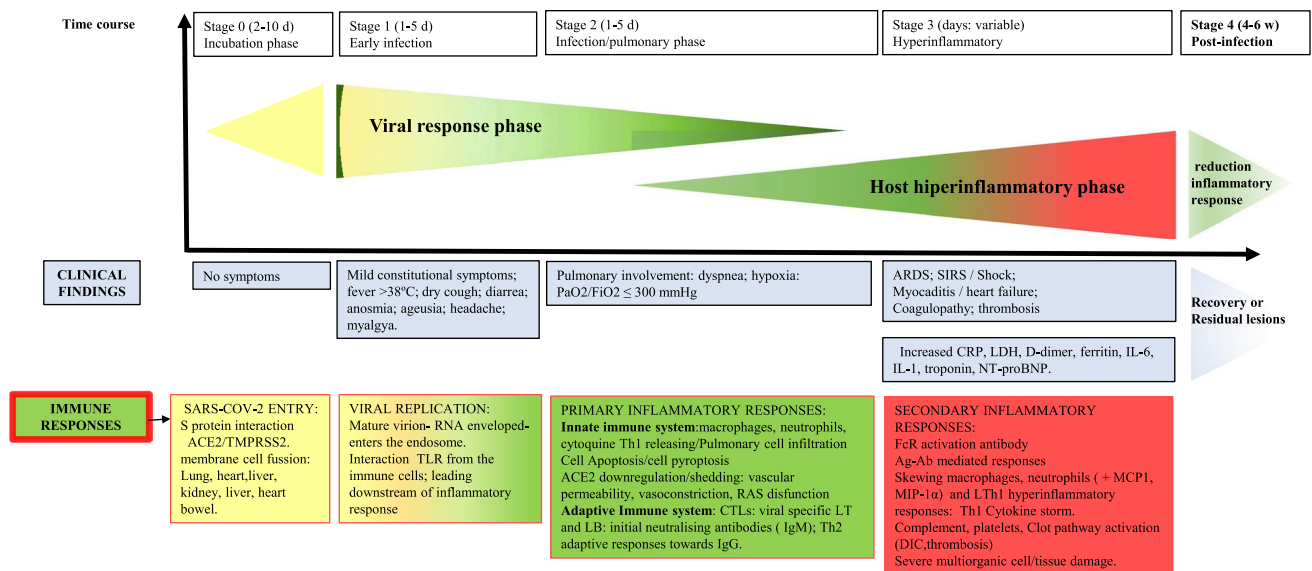 Time course
Stage 0 (2-10 d)
Incubation phase
Stage 1 (1-5 d)
Early infection
Stage 2 (1-5 d)
Infection/pulmonary phase
Stage 3 (days: variable)
Hyperinflammatory
Stage 4 (4-6 w)
Post-infection
Viral response phase
Host hiperinflammatory phase
reduction
inflammatory
response
CLINICAL
FINDINGS
No symptoms
Mild constitutional symptoms;
fever >38ºC; dry cough; diarrea;
anosmia; ageusia; headache;
myalgya.
Pulmonary involvement: dyspnea; hypoxia:
PaO2/FiO2 ≤ 300 mmHg
ARDS; SIRS / Shock;
Myocaditis / heart failure;
Coagulopathy; thrombosis
Increased CRP, LDH, D-dimer, ferritin, IL-6,
IL-1, troponin, NT-proBNP.
Recovery or
Residual lesions
IMMUNE
RESPONSES
SARS-COV-2 ENTRY:
S protein interaction
ACE2/TMPRSS2.
membrane cell fussion:
Lung, heart,liver,
kidney, liver, heart
bowel.
VIRAL REPLICATION:
Mature virion- RNA enveloped-
enters the endosome.
Interaction TLR from the
immune cells; leading
downstream of inflammatory
response
PRIMARY INFLAMMATORY RESPONSES:
Innate immune system:macrophages, neutrophils,
cytoquine Th1 releasing/Pulmonary cell infiltration
Cell Apoptosis/cell pyroptosis
ACE2 downregulation/shedding: vascular
permeability, vasoconstriction, RAS disfunction
Adaptive Immune system: CTLs: viral specific LT
and LB: initial neutralising antibodies ( IgM); Th2
adaptive responses towards IgG.
SECONDARY INFLAMMATORY
RESPONSES:
FcR activation antibody
Ag-Ab mediated responses
Skewing macrophages, neutrophils ( + MCP1,
MIP-1α) and LTh1 hyperinflammatory
responses: Th1 Cytokine storm.
Complement, platelets, Clot pathway activation
(DIC,thrombosis)
Severe multiorganic cell/tissue damage.